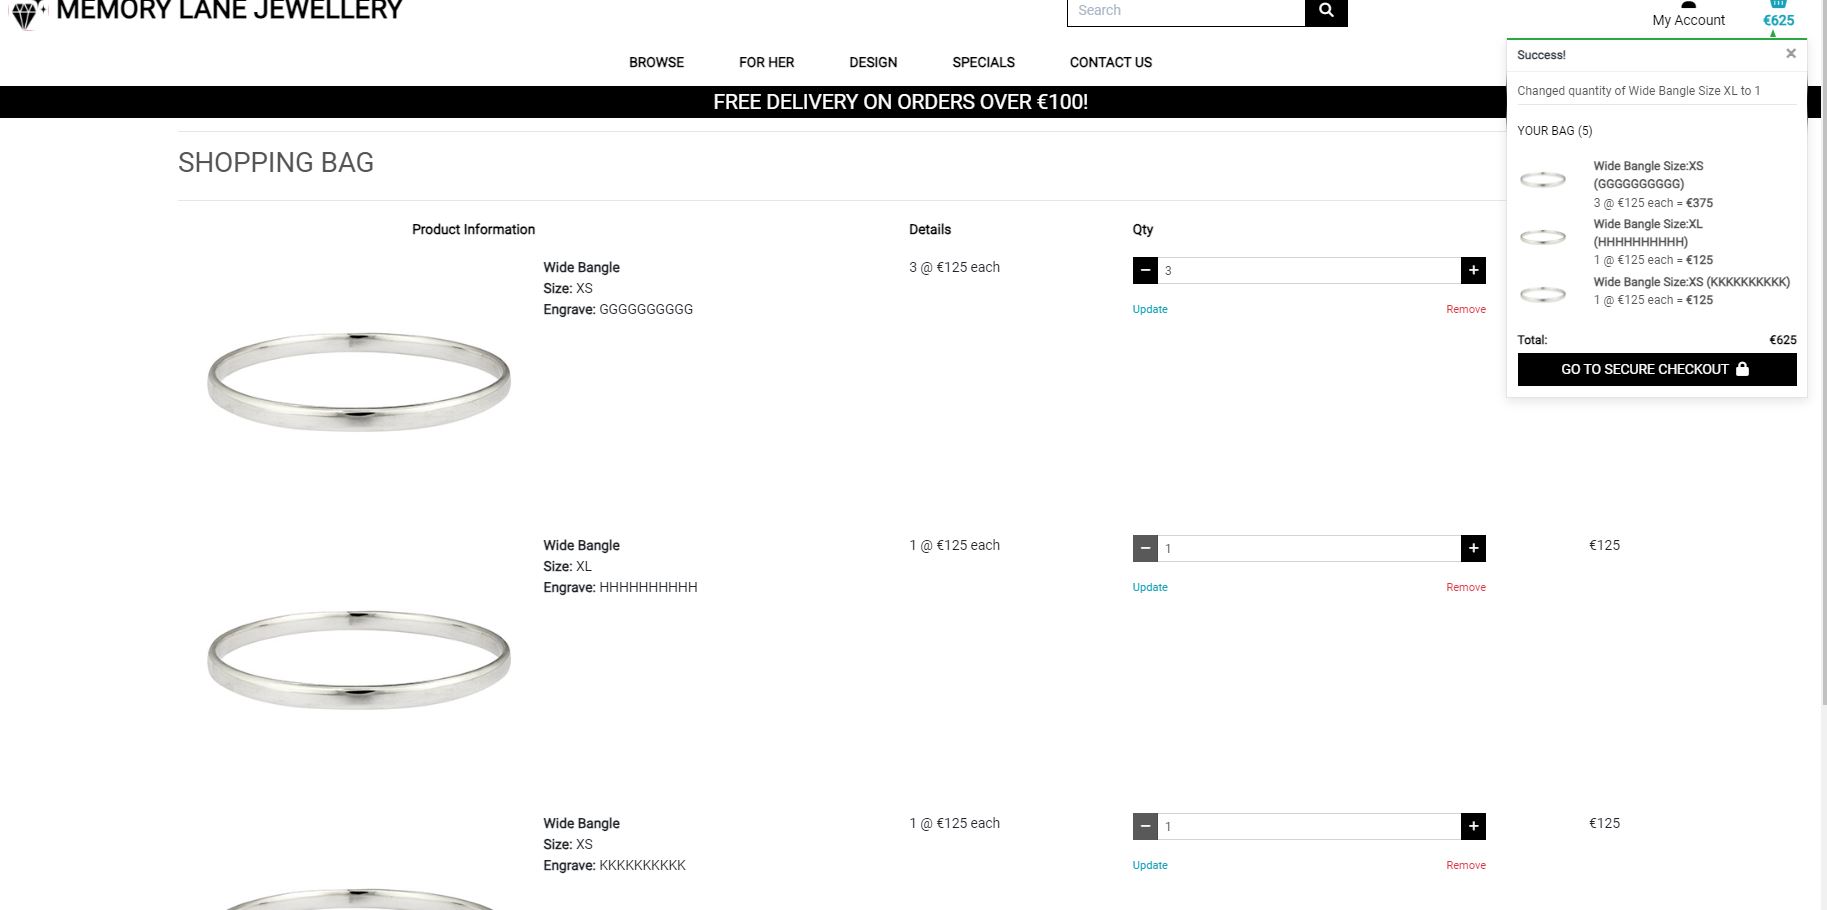 MEMORY LANE JEWELLERY
Search
My Account
€625
BROWSE FOR HER DESIGN SPECIALS CONTACT US
FREE DELIVERY ON ORDERS OVER €100!
Success! ×
Changed quantity of Wide Bangle Size XL to 1
YOUR BAG (5)
Wide Bangle Size:XS
(GGGGGGGGGG)
3 @ €125 each = €375
Wide Bangle Size:XL
(HHHHHHHHHH)
1 @ €125 each = €125
Wide Bangle Size:XS (KKKKKKKKKK)
1 @ €125 each = €125
Total: €625
GO TO SECURE CHECKOUT
SHOPPING BAG
Product Information Details Qty
Wide Bangle 3 @ €125 each 3
Size: XS
Engrave: GGGGGGGGGG Update Remove
Wide Bangle 1 @ €125 each 1 €125
Size: XL
Engrave: HHHHHHHHHH Update Remove
Wide Bangle 1 @ €125 each 1 €125
Size: XS
Engrave: KKKKKKKKKK Update Remove